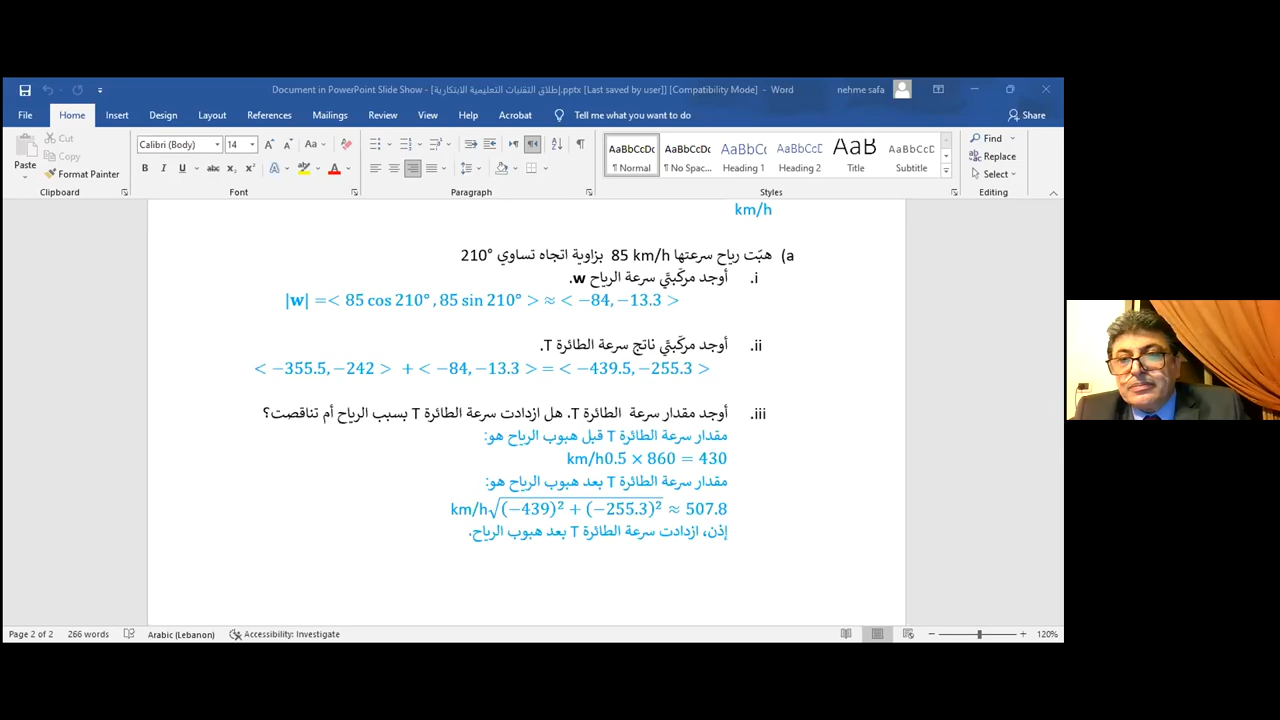 Document in PowerPoint Slide Show - [إطلاق التقنيات التعليمية الابتكارية.pptx [Last saved by user]] [Compatibility Mode] - Word
nehme safa
File Home Insert Design Layout References Mailings Review View Help Acrobat Tell me what you want to do Share
Paste
Cut
Copy
Format Painter
Calibri (Body) 14
Aa
B I U abc x₂ x² A A
AaBbCcDc AaBbCcDc AaBbCc AaBbCcC AaB AaBbCcD
¶ Normal ¶ No Spac... Heading 1 Heading 2 Title Subtitle
Find
Replace
Select
Clipboard Font Paragraph Styles Editing
km/h
a) هبّت رياح سرعتها 85 km/h بزاوية اتجاه تساوي 210°
i. أوجد مركّبتَي سرعة الرياح w.
|w| =< 85 cos 210° , 85 sin 210° > ≈ < −84, −13.3 >
ii. أوجد مركّبتَي ناتج سرعة الطائرة T.
< −355.5, −242 > + < −84, −13.3 > = < −439.5, −255.3 >
iii. أوجد مقدار سرعة الطائرة T. هل ازدادت سرعة الطائرة T بسبب الرياح أم تناقصت؟
مقدار سرعة الطائرة T قبل هبوب الرياح هو:
km/h0.5 × 860 = 430
مقدار سرعة الطائرة T بعد هبوب الرياح هو:
km/h√(−439)² + (−255.3)² ≈ 507.8
إذن، ازدادت سرعة الطائرة T بعد هبوب الرياح.
Page 2 of 2 266 words Arabic (Lebanon) Accessibility: Investigate 120%